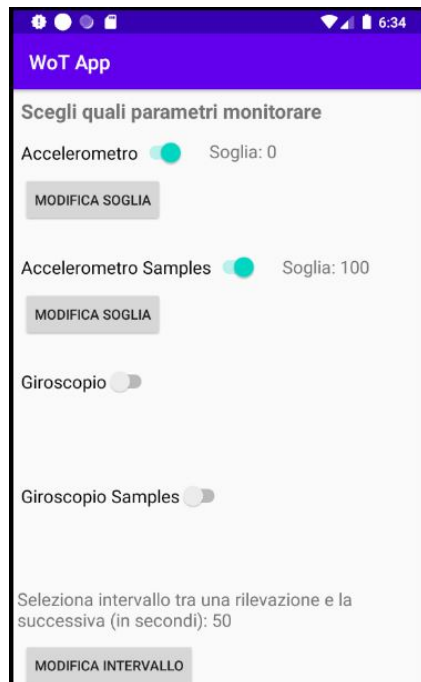 6:34
WoT App
Scegli quali parametri monitorare
Accelerometro Soglia: 0
MODIFICA SOGLIA
Accelerometro Samples Soglia: 100
MODIFICA SOGLIA
Giroscopio
Giroscopio Samples
Seleziona intervallo tra una rilevazione e la
successiva (in secondi): 50
MODIFICA INTERVALLO